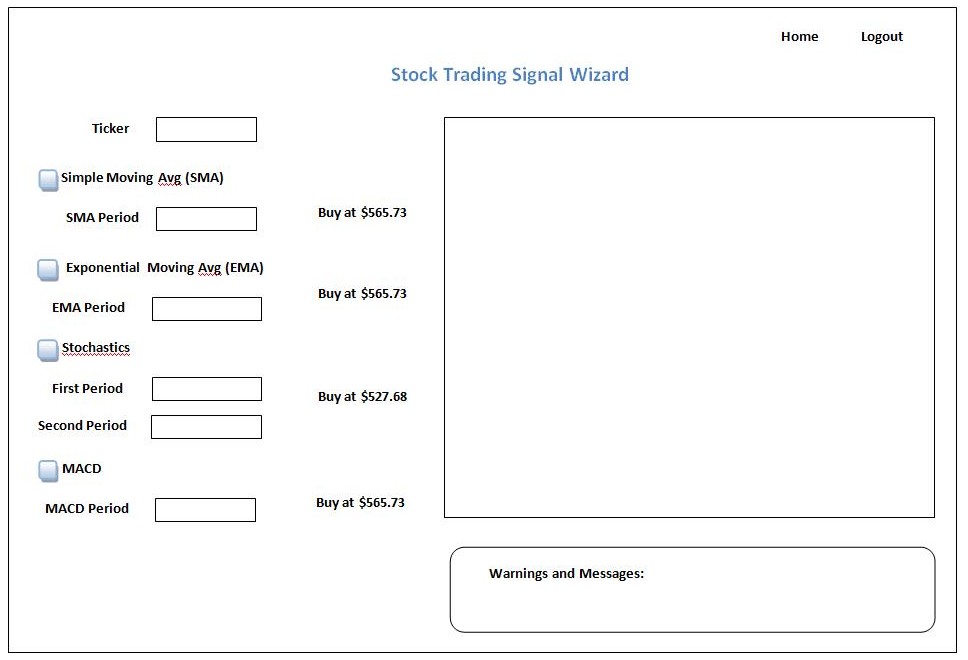 Home Logout
Stock Trading Signal Wizard
Ticker
Simple Moving Avg (SMA)
SMA Period
Buy at $565.73
Exponential Moving Avg (EMA)
Buy at $565.73
EMA Period
Stochastics
First Period
Buy at $527.68
Second Period
MACD
MACD Period
Buy at $565.73
Warnings and Messages: